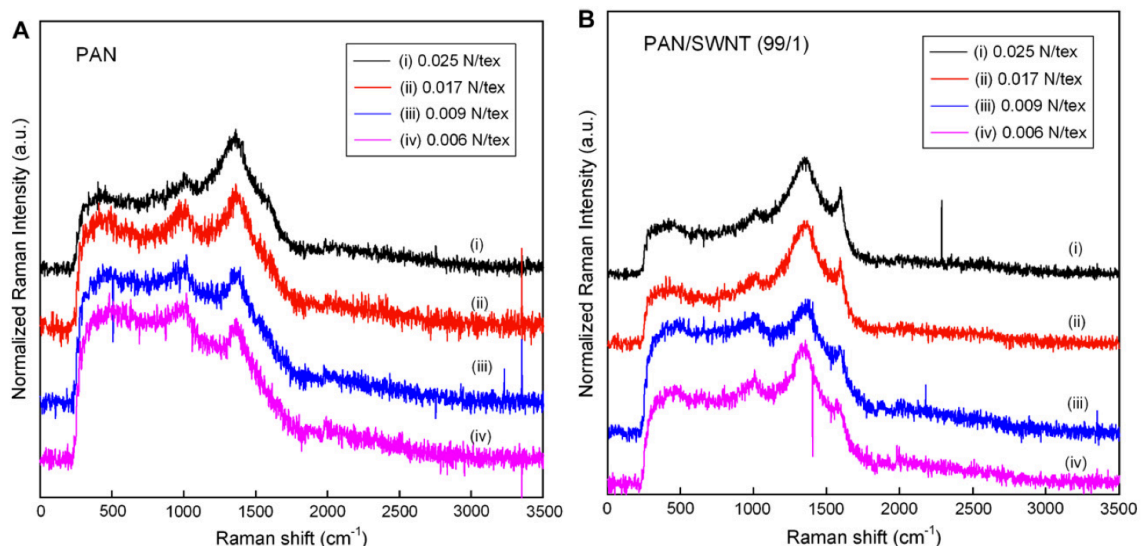 A
PAN
(i) 0.025 N/tex
(ii) 0.017 N/tex
(iii) 0.009 N/tex
(iv) 0.006 N/tex
Normalized Raman Intensity (a.u.)
(i)
(ii)
(iii)
(iv)
0 500 1000 1500 2000 2500 3000 3500
Raman shift (cm⁻¹)
B
PAN/SWNT (99/1)
(i) 0.025 N/tex
(ii) 0.017 N/tex
(iii) 0.009 N/tex
(iv) 0.006 N/tex
Normalized Raman Intensity (a.u.)
(i)
(ii)
(iii)
(iv)
0 500 1000 1500 2000 2500 3000 3500
Raman shift (cm⁻¹)